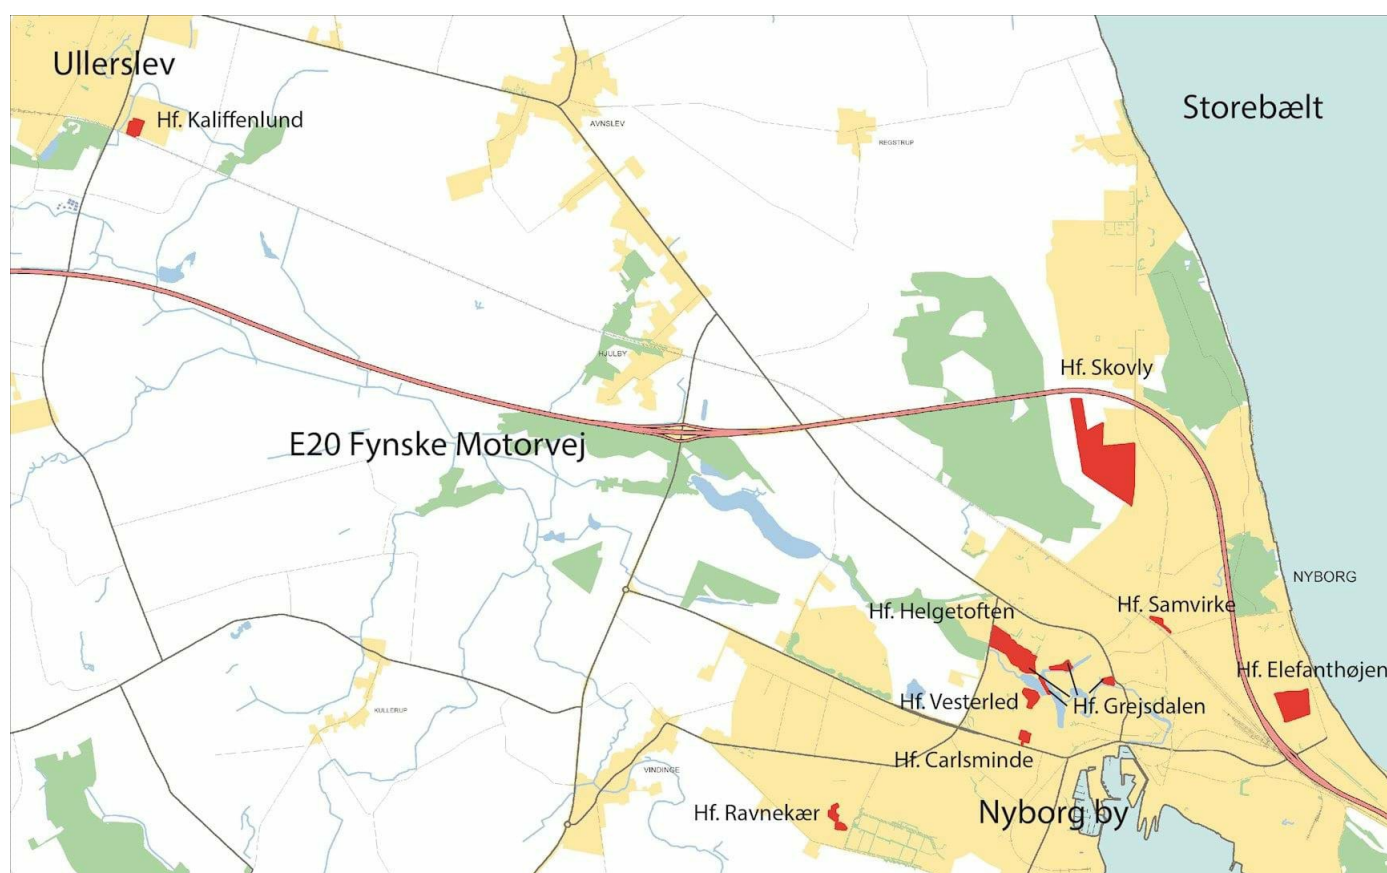 Ullerslev
Storebælt
Hf. Kaliffenlund
AVNSLEV
REGSTRUP
HJULBY
Hf. Skovly
E20 Fynske Motorvej
NYBORG
Hf. Helgetoften
Hf. Samvirke
Hf. Elefanthøjen
Hf. Vesterled
Hf. Grejsdalen
KULLERUP
Hf. Carlsminde
VINDINGE
Hf. Ravnekær
Nyborg by